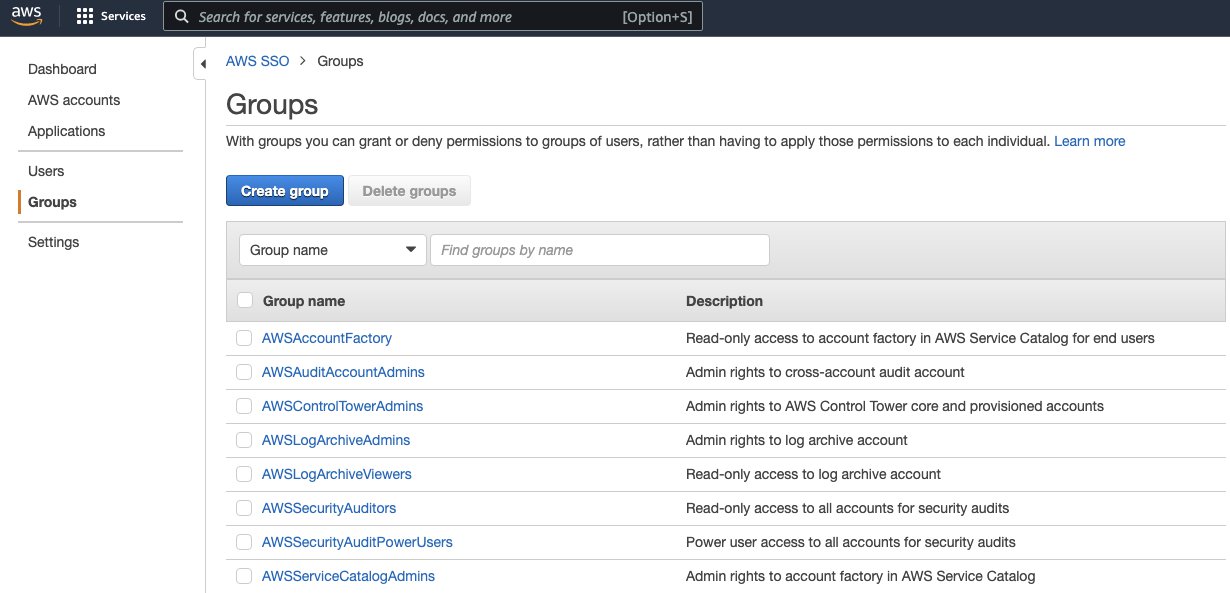 aws
Services
Search for services, features, blogs, docs, and more [Option+S]
Dashboard
AWS accounts
Applications
Users
Groups
Settings
AWS SSO > Groups
Groups
With groups you can grant or deny permissions to groups of users, rather than having to apply those permissions to each individual. Learn more
Create group Delete groups
Group name Find groups by name
Group name Description
AWSAccountFactory Read-only access to account factory in AWS Service Catalog for end users
AWSAuditAccountAdmins Admin rights to cross-account audit account
AWSControlTowerAdmins Admin rights to AWS Control Tower core and provisioned accounts
AWSLogArchiveAdmins Admin rights to log archive account
AWSLogArchiveViewers Read-only access to log archive account
AWSSecurityAuditors Read-only access to all accounts for security audits
AWSSecurityAuditPowerUsers Power user access to all accounts for security audits
AWSServiceCatalogAdmins Admin rights to account factory in AWS Service Catalog